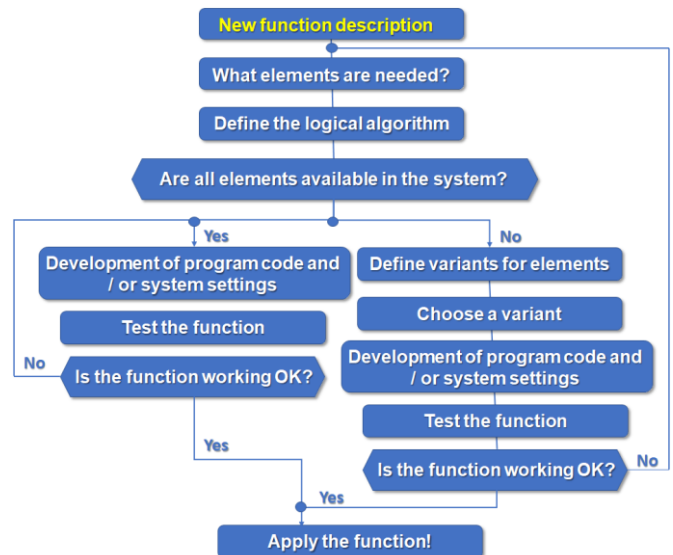 New function description
What elements are needed?
Define the logical algorithm
Are all elements available in the system?
Yes
Development of program code and
/ or system settings
Test the function
No
Is the function working OK?
Yes
No
Define variants for elements
Choose a variant
Development of program code and
/ or system settings
Test the function
Is the function working OK?
No
Yes
Apply the function!